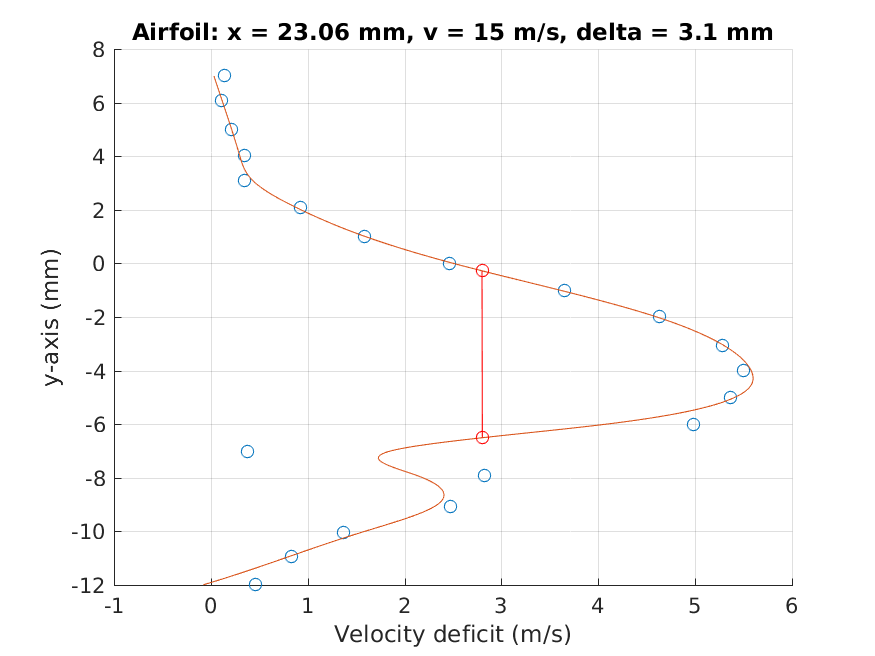 Airfoil: x = 23.06 mm, v = 15 m/s, delta = 3.1 mm
8
6
4
2
0
-2
-4
-6
-8
-10
-12
y-axis (mm)
-1 0 1 2 3 4 5 6
Velocity deficit (m/s)